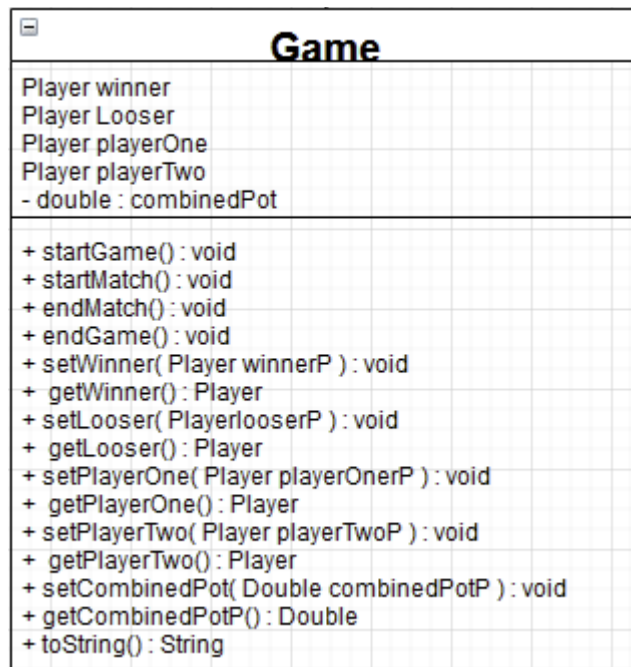 Game
Player winner
Player Looser
Player playerOne
Player playerTwo
- double : combinedPot
+ startGame() : void
+ startMatch() : void
+ endMatch() : void
+ endGame() : void
+ setWinner( Player winnerP ) : void
+ getWinner() : Player
+ setLooser( PlayerlooserP ) : void
+ getLooser() : Player
+ setPlayerOne( Player playerOnerP ) : void
+ getPlayerOne() : Player
+ setPlayerTwo( Player playerTwoP ) : void
+ getPlayerTwo() : Player
+ setCombinedPot( Double combinedPotP ) : void
+ getCombinedPotP() : Double
+ toString() : String